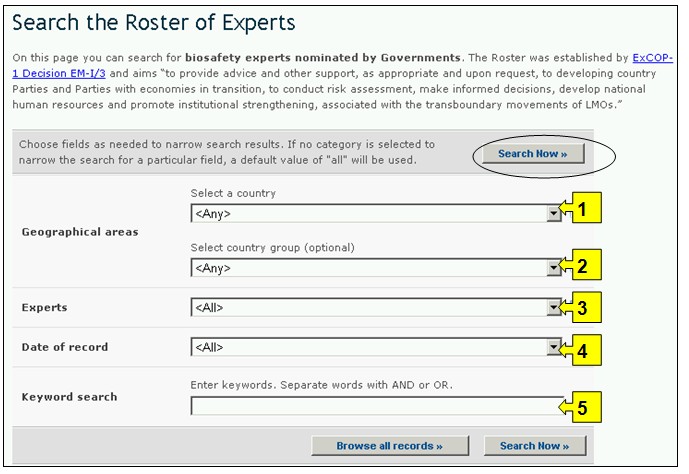 Search the Roster of Experts
On this page you can search for biosafety experts nominated by Governments. The Roster was established by ExCOP-
1 Decision EM-I/3 and aims “to provide advice and other support, as appropriate and upon request, to developing country
Parties and Parties with economies in transition, to conduct risk assessment, make informed decisions, develop national
human resources and promote institutional strengthening, associated with the transboundary movements of LMOs.”
Choose fields as needed to narrow search results. If no category is selected to
narrow the search for a particular field, a default value of "all" will be used.
Search Now »
Select a country
<Any>
1
Geographical areas
Select country group (optional)
<Any>
2
Experts
<All>
3
Date of record
<All>
4
Enter keywords. Separate words with AND or OR.
Keyword search
5
Browse all records »
Search Now »